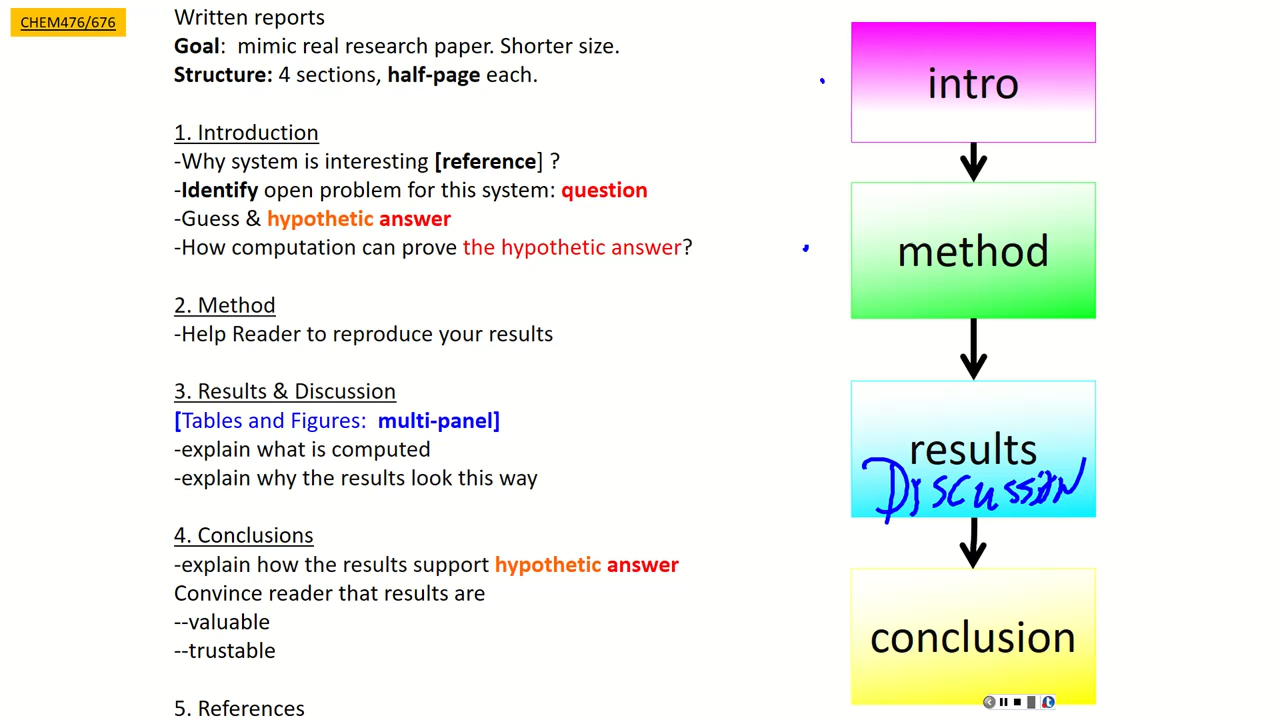 CHEM476/676
Written reports
Goal: mimic real research paper. Shorter size.
Structure: 4 sections, half-page each.
1. Introduction
-Why system is interesting [reference] ?
-Identify open problem for this system: question
-Guess & hypothetic answer
-How computation can prove the hypothetic answer?
2. Method
-Help Reader to reproduce your results
3. Results & Discussion
[Tables and Figures: multi-panel]
-explain what is computed
-explain why the results look this way
4. Conclusions
-explain how the results support hypothetic answer
Convince reader that results are
--valuable
--trustable
5. References
intro
method
results
DISCUSSION
conclusion